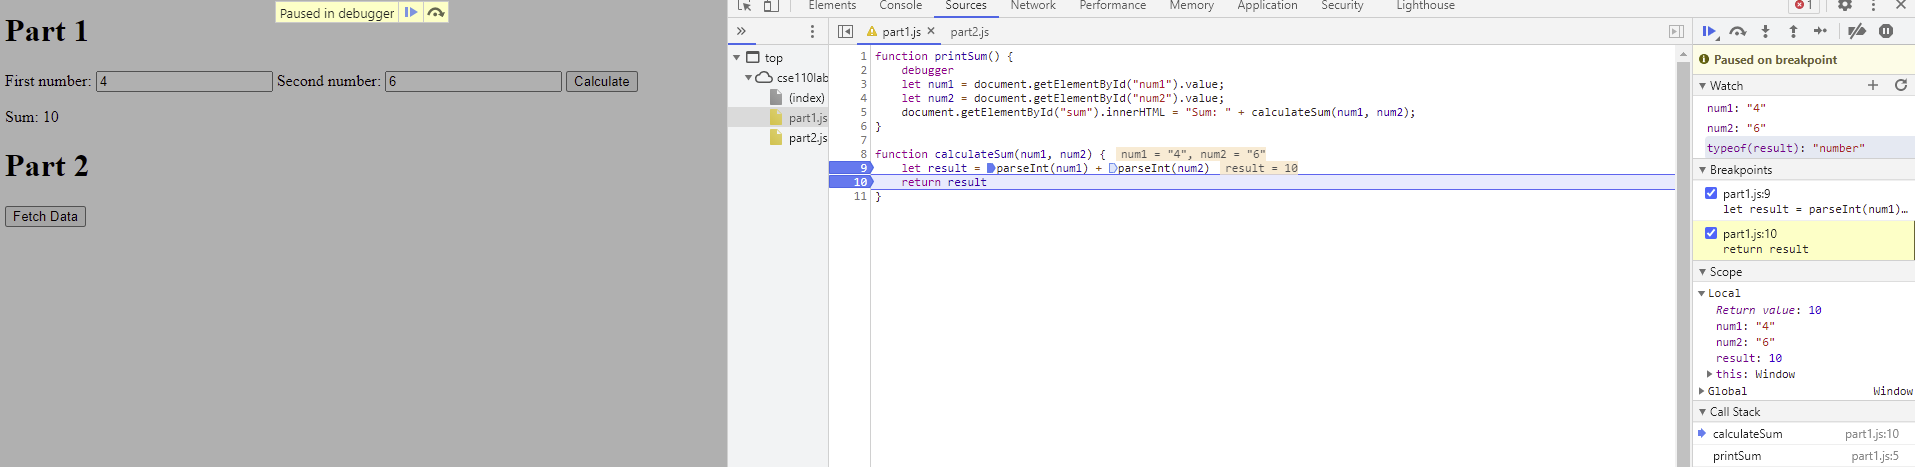 Paused in debugger
Part 1
First number: 4 Second number: 6 Calculate
Sum: 10
Part 2
Fetch Data
Elements Console Sources Network Performance Memory Application Security Lighthouse 1
part1.js × part2.js
top
cse110lab
(index)
part1.js
part2.js
1 function printSum() {
2 debugger
3 let num1 = document.getElementById("num1").value;
4 let num2 = document.getElementById("num2").value;
5 document.getElementById("sum").innerHTML = "Sum: " + calculateSum(num1, num2);
6 }
7
8 function calculateSum(num1, num2) { num1 = "4", num2 = "6"
9 let result = parseInt(num1) + parseInt(num2) result = 10
10 return result
11 }
Paused on breakpoint
Watch
num1: "4"
num2: "6"
typeof(result): "number"
Breakpoints
part1.js:9
let result = parseInt(num1)…
part1.js:10
return result
Scope
Local
Return value: 10
num1: "4"
num2: "6"
result: 10
this: Window
Global Window
Call Stack
calculateSum part1.js:10
printSum part1.js:5